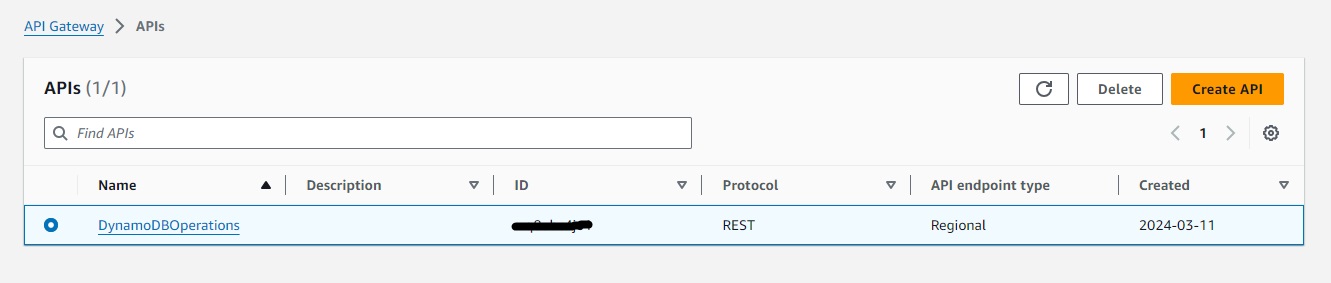 API Gateway > APIs
APIs (1/1)
Delete
Create API
Find APIs
1
Name Description ID Protocol API endpoint type Created
DynamoDBOperations REST Regional 2024-03-11